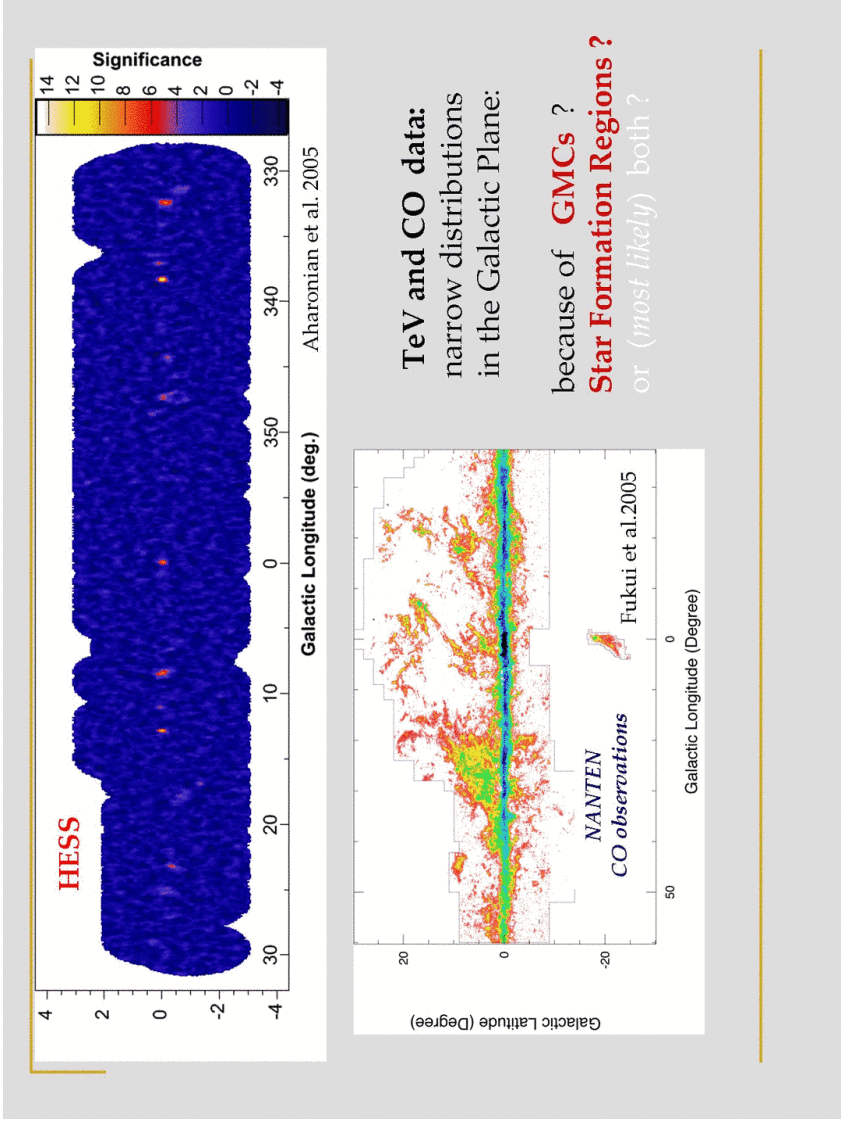 HESS
Significance
14
12
10
8
6
4
2
0
-2
-4
4
2
0
-2
-4
30
20
10
0
350
340
330
Galactic Longitude (deg.)
Aharonian et al. 2005
TeV and CO data:
narrow distributions
in the Galactic Plane:
because of GMCs ?
Star Formation Regions ?
or (most likely) both ?
Galactic Latitude (Degree)
20
0
-20
NANTEN
CO observations
Fukui et al.2005
50
0
Galactic Longitude (Degree)